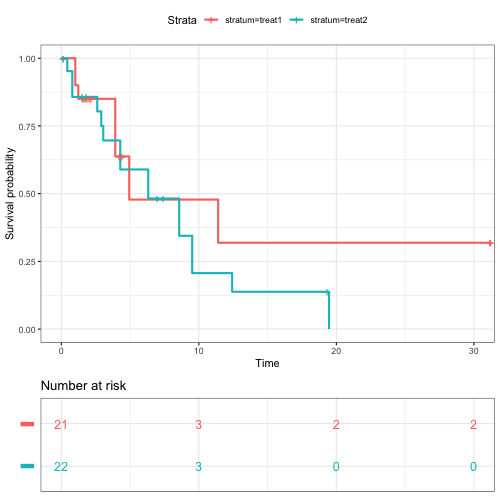 Strata stratum=treat1 stratum=treat2
1.00
0.75
0.50
0.25
0.00
Survival probability
0 10 20 30
Time
Number at risk
21 3 2 2
22 3 0 0